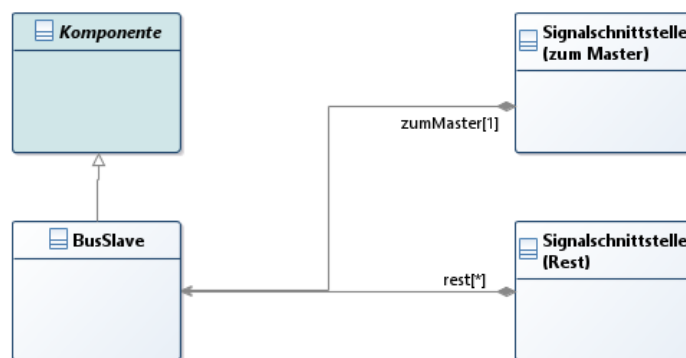 Komponente
Signalschnittstelle
(zum Master)
zumMaster[1]
BusSlave
Signalschnittstelle
(Rest)
rest[*]